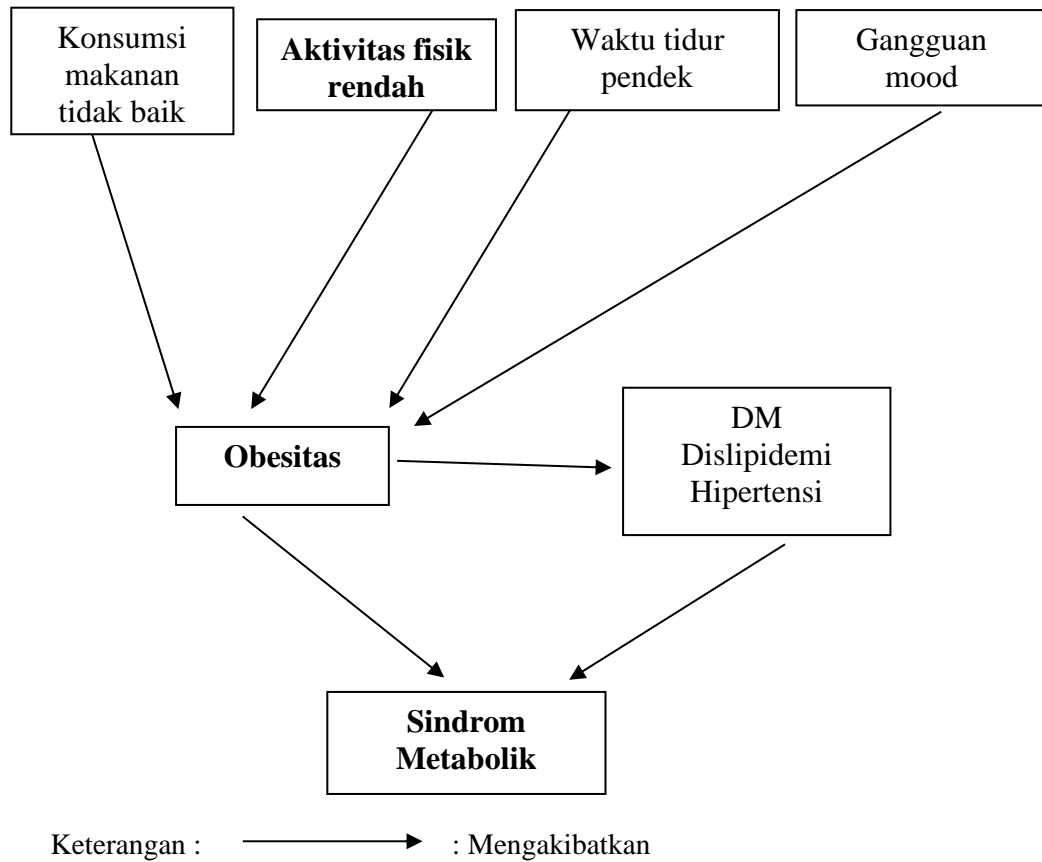 Konsumsi
makanan
tidak baik
Aktivitas fisik
rendah
Waktu tidur
pendek
Gangguan
mood
Obesitas
DM
Dislipidemi
Hipertensi
Sindrom
Metabolik
Keterangan : : Mengakibatkan